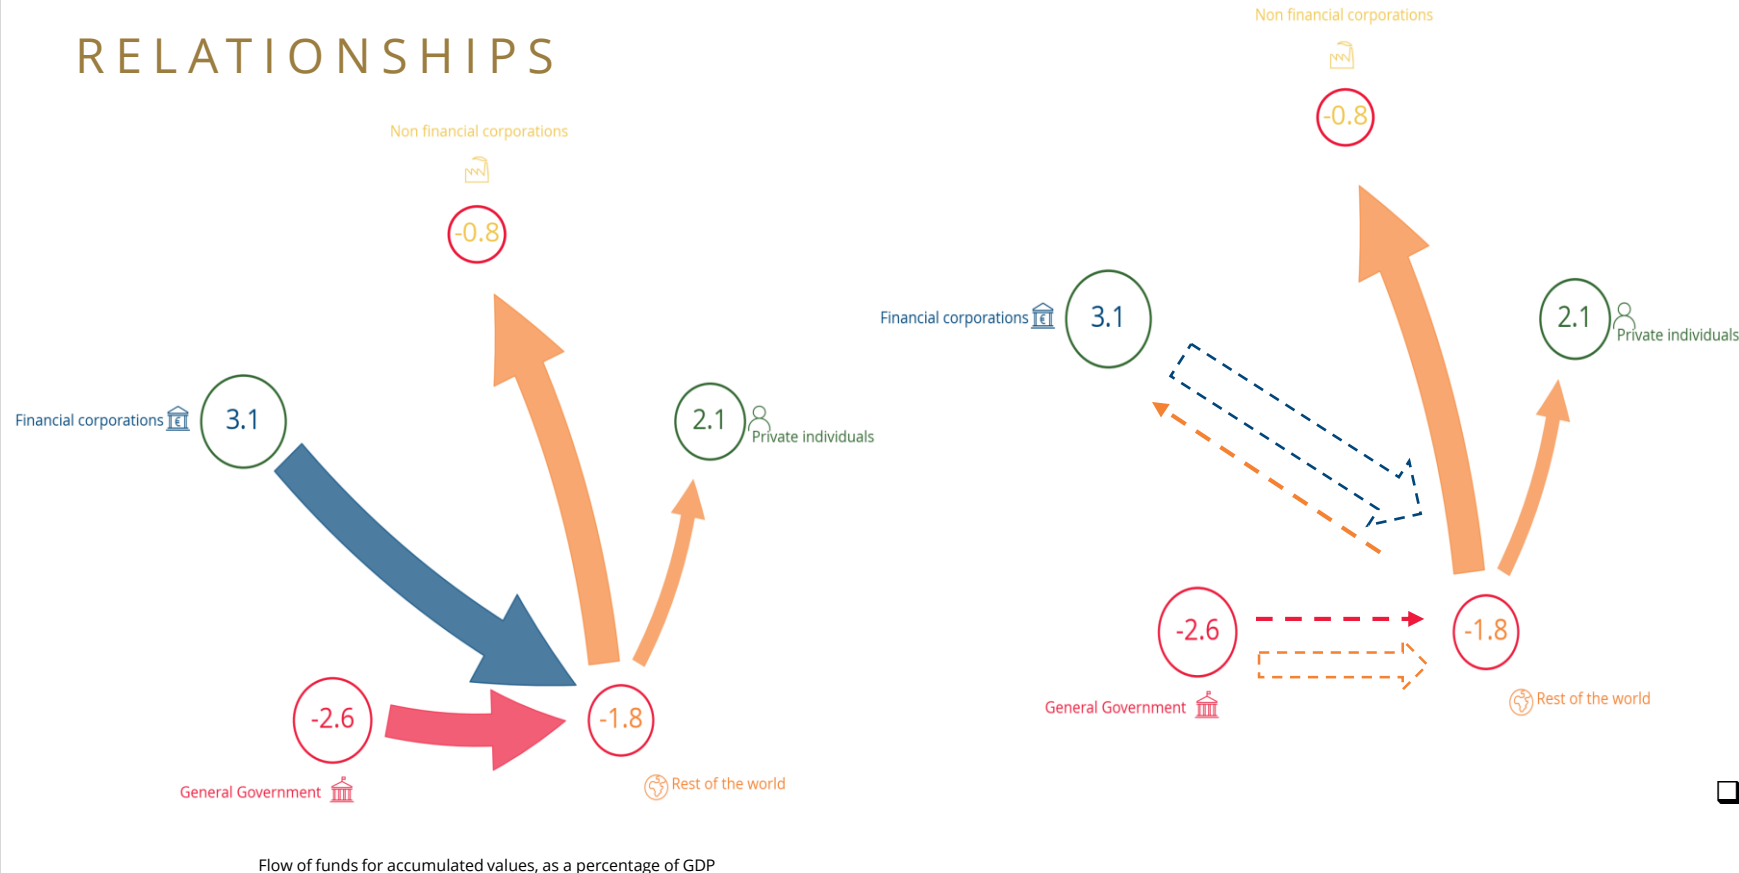 RELATIONSHIPS
Non financial corporations
-0.8
Financial corporations
€
3.1
2.1
Private individuals
-2.6
-1.8
General Government
Rest of the world
Flow of funds for accumulated values, as a percentage of GDP
Non financial corporations
-0.8
Financial corporations
€
3.1
2.1
Private individuals
-2.6
-1.8
General Government
Rest of the world